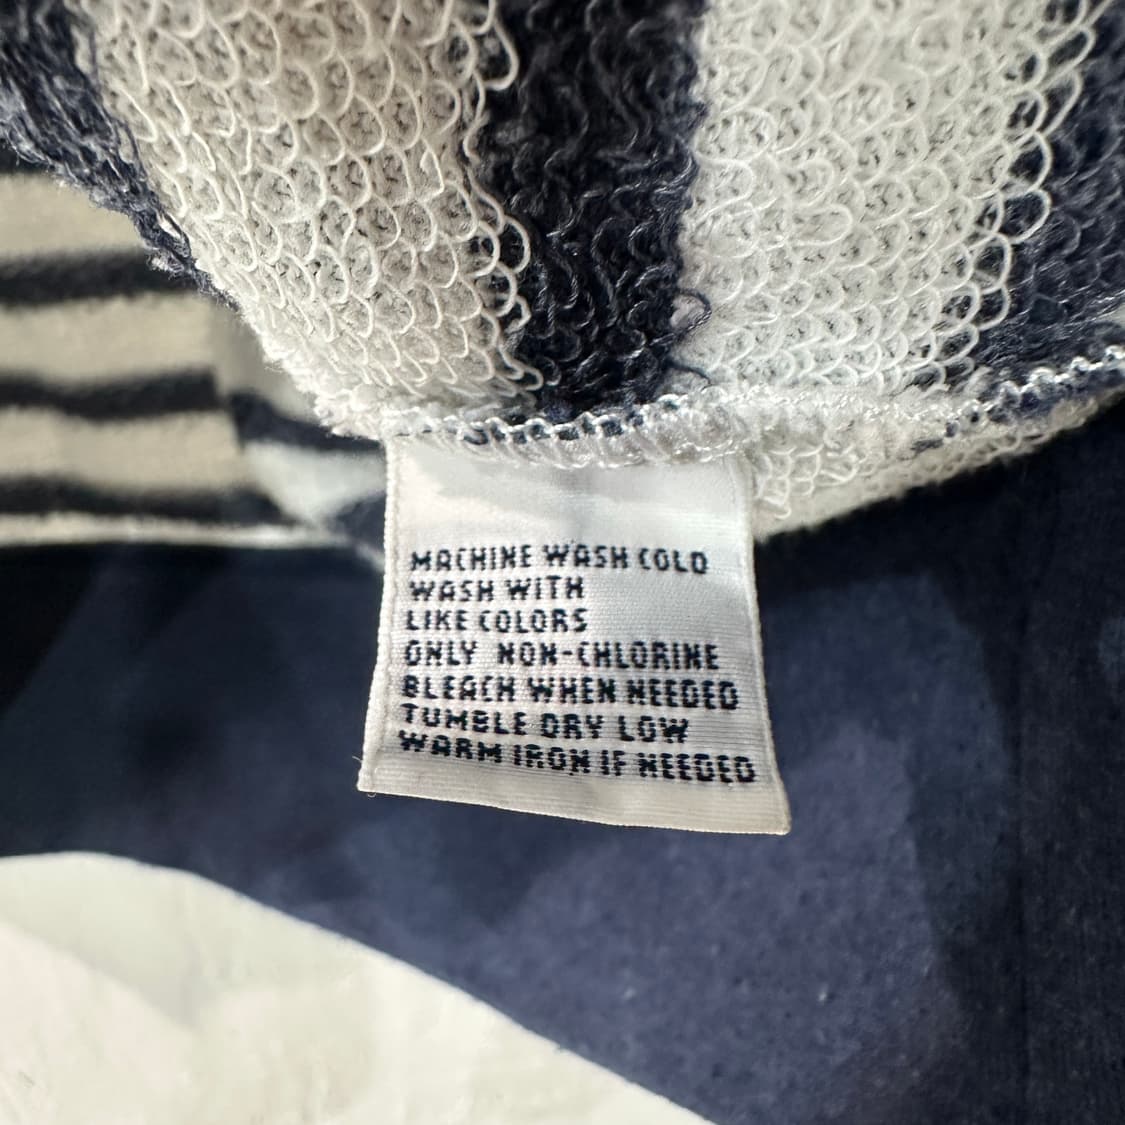 MACHINE WASH COLD
WASH WITH
LIKE COLORS
ONLY NON-CHLORINE
BLEACH WHEN NEEDED
TUMBLE DRY LOW
WARM IRON IF NEEDED